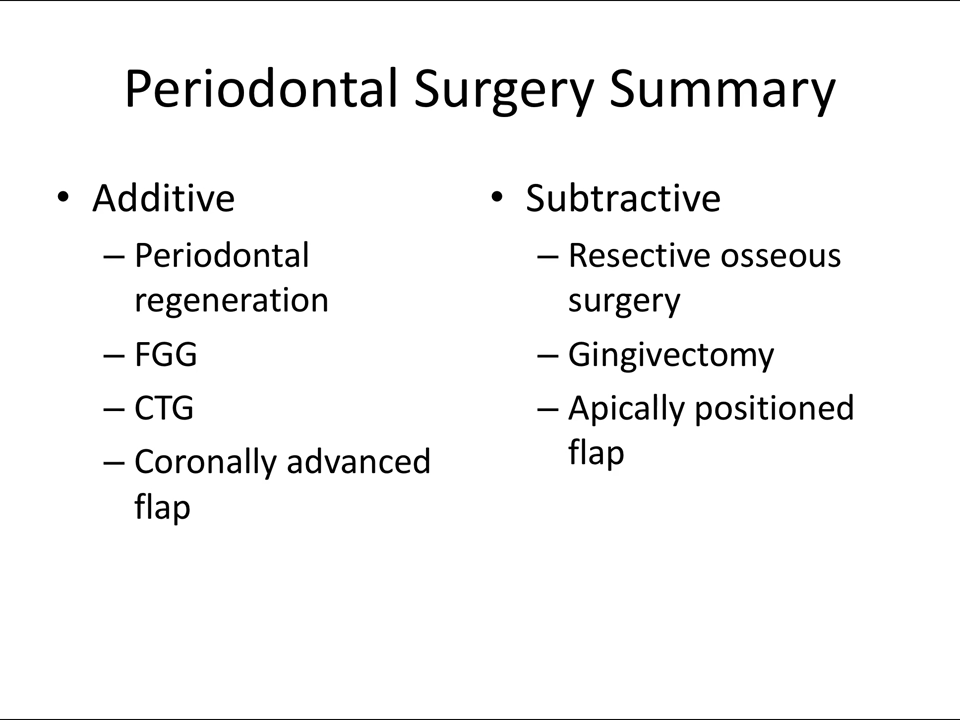 Periodontal Surgery Summary
• Additive
– Periodontal
regeneration
– FGG
– CTG
– Coronally advanced
flap
• Subtractive
– Resective osseous
surgery
– Gingivectomy
– Apically positioned
flap